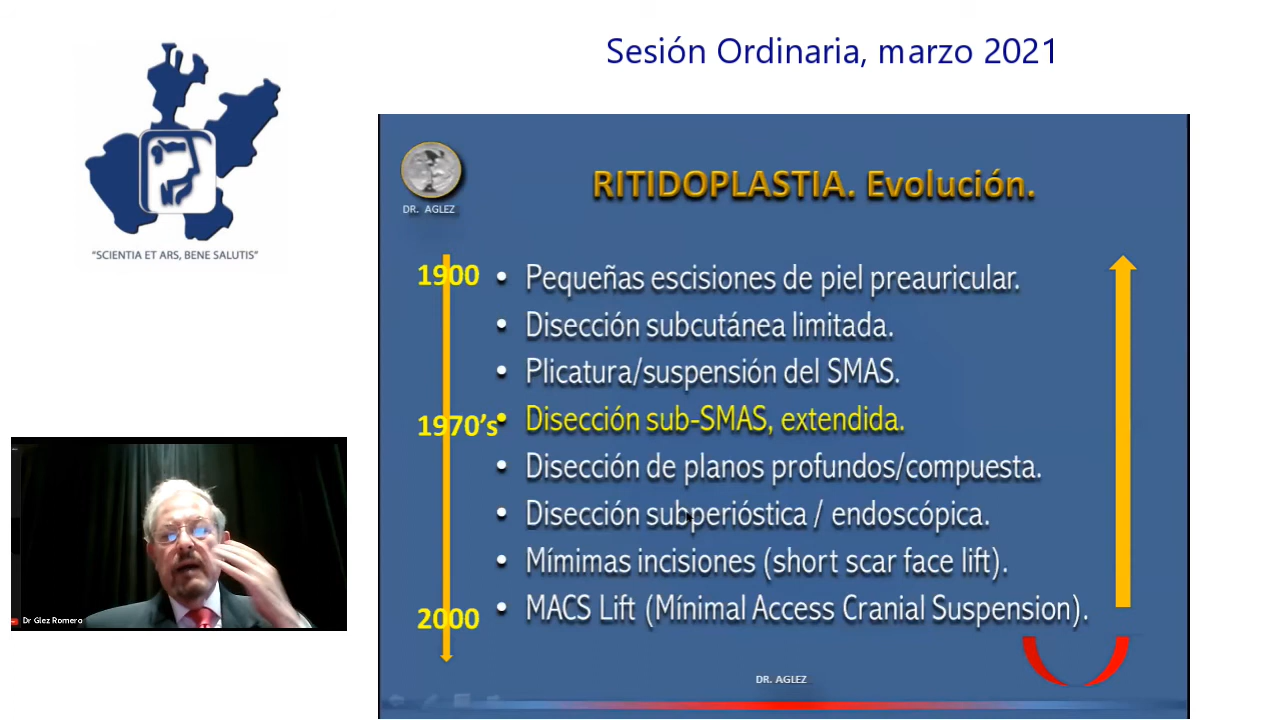 Sesión Ordinaria, marzo 2021
"SCIENTIA ET ARS, BENE SALUTIS"
DR. AGLEZ
RITIDOPLASTIA. Evolución.
1900
• Pequeñas escisiones de piel preauricular.
• Disección subcutánea limitada.
• Plicatura/suspensión del SMAS.
1970's
• Disección sub-SMAS, extendida.
• Disección de planos profundos/compuesta.
• Disección subperióstica / endoscópica.
• Mímimas incisiones (short scar face lift).
2000
• MACS Lift (Mínimal Access Cranial Suspension).
Dr Glez Romero
DR. AGLEZ